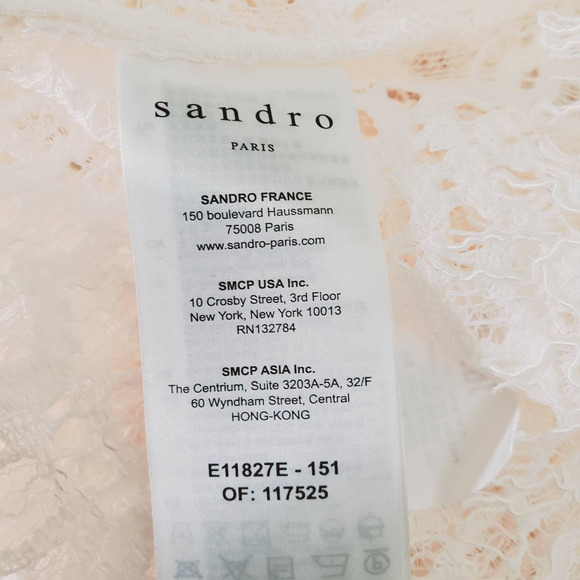 sandro
PARIS
SANDRO FRANCE
150 boulevard Haussmann
75008 Paris
www.sandro-paris.com
SMCP USA Inc.
10 Crosby Street, 3rd Floor
New York, New York 10013
RN132784
SMCP ASIA Inc.
The Centrium, Suite 3203A-5A, 32/F
60 Wyndham Street, Central
HONG-KONG
E11827E - 151
OF: 117525